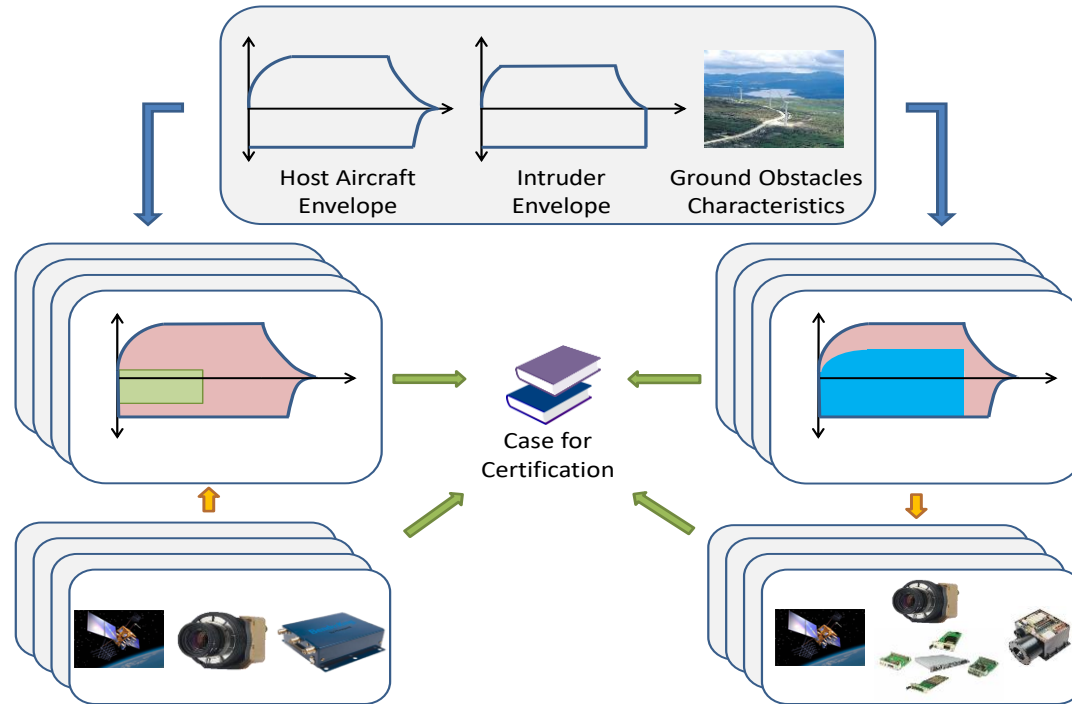 Host Aircraft
Envelope
Intruder
Envelope
Ground Obstacles
Characteristics
Case for
Certification